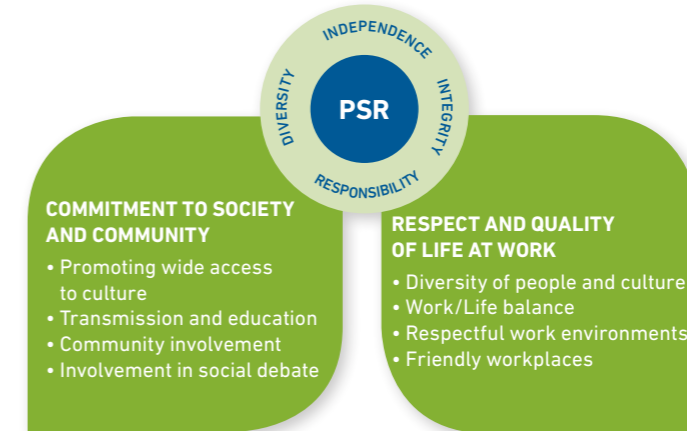 INDEPENDENCE
DIVERSITY
PSR
INTEGRITY
RESPONSIBILITY
COMMITMENT TO SOCIETY
AND COMMUNITY
• Promoting wide access
to culture
• Transmission and education
• Community involvement
• Involvement in social debate
RESPECT AND QUALITY
OF LIFE AT WORK
• Diversity of people and culture
• Work/Life balance
• Respectful work environments
• Friendly workplaces